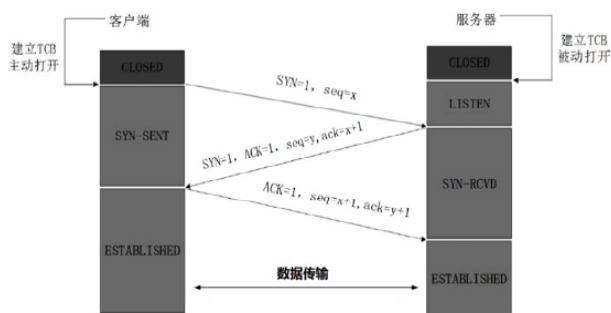 客户端
服务器
建立TCB
主动打开
建立TCB
被动打开
CLOSED
CLOSED
SYN=1, seq=x
LISTEN
SYN-SENT
SYN=1, ACK=1, seq=y,ack=x+1
SYN-RCVD
ACK=1, seq=x+1,ack=y+1
ESTABLISHED
数据传输
ESTABLISHED